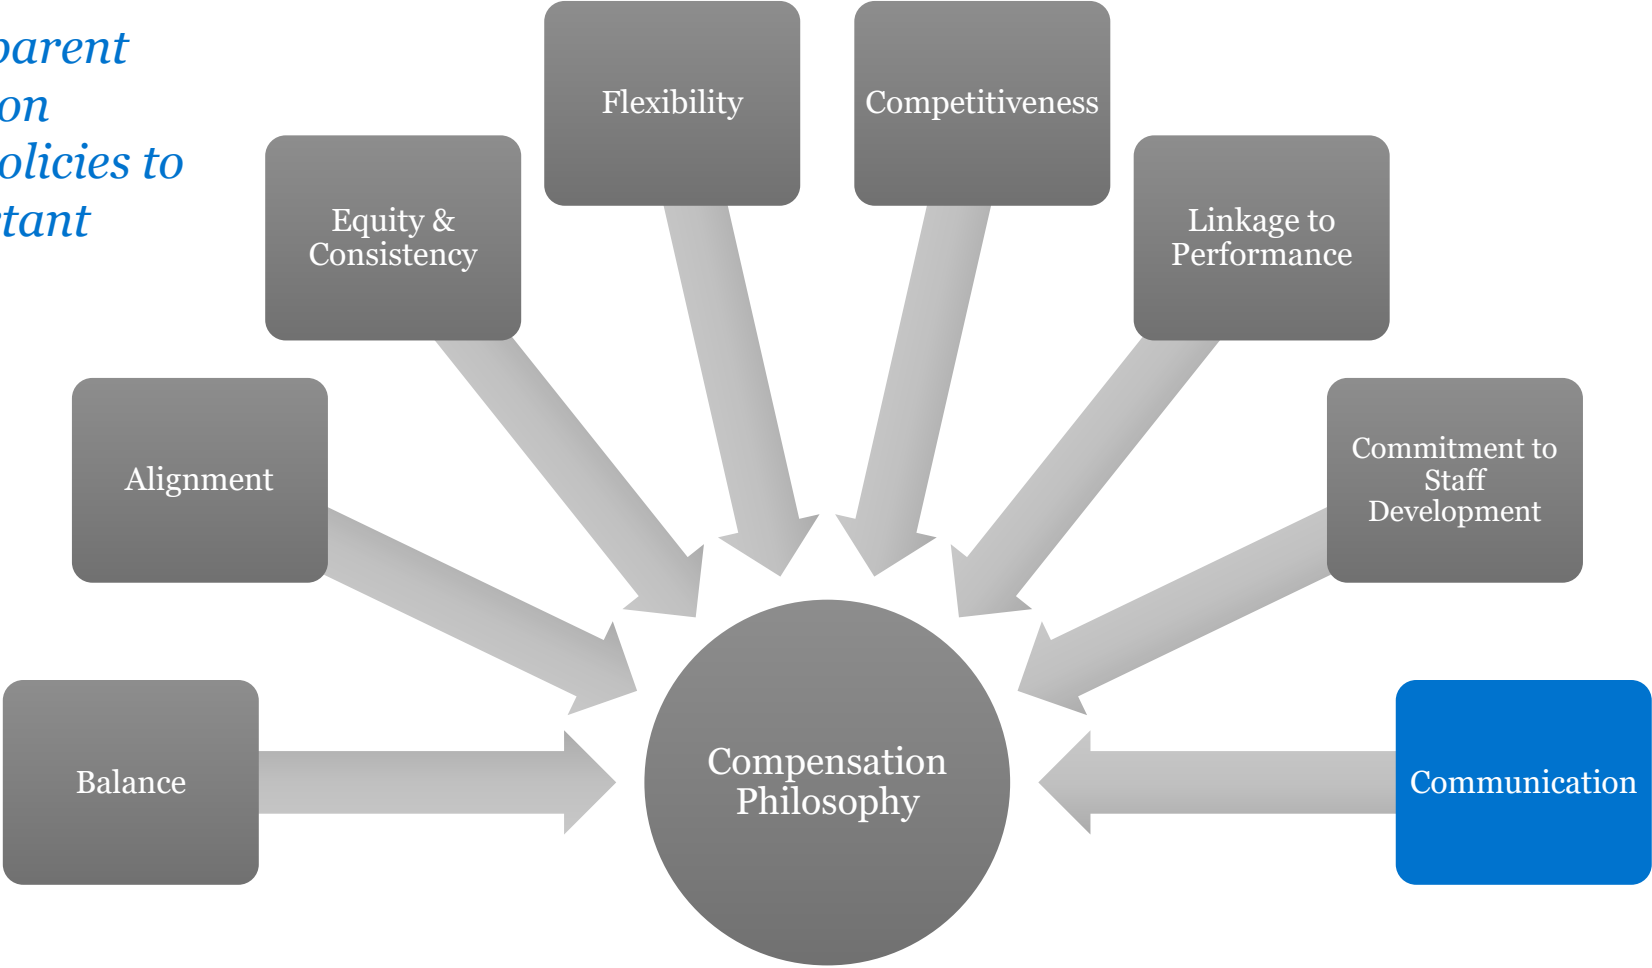 parent
on
olicies to
tant
Flexibility
Competitiveness
Equity &
Consistency
Linkage to
Performance
Alignment
Commitment to
Staff
Development
Balance
Compensation
Philosophy
Communication